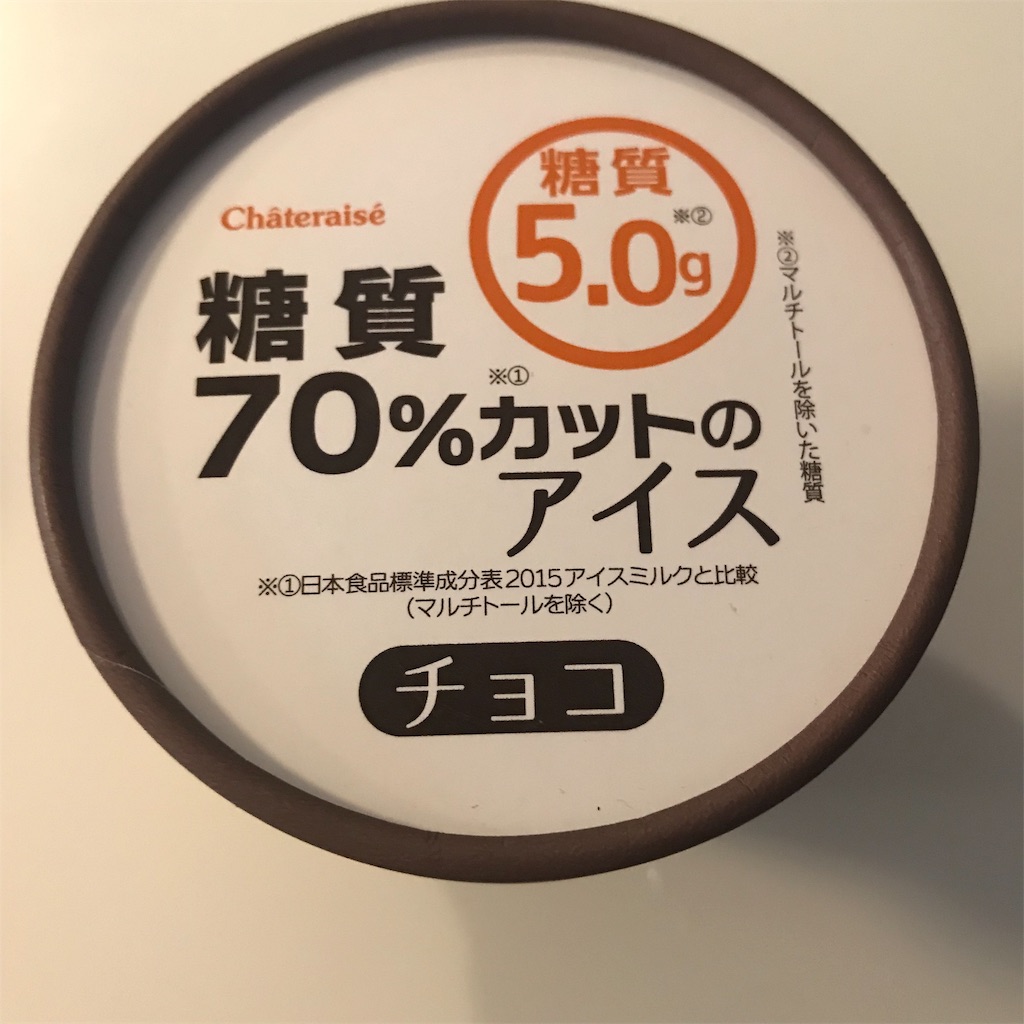 Châteraisé
糖質
5.0g※②
糖質
70%カットの※①
アイス
※②マルチトールを除いた糖質
※①日本食品標準成分表2015アイスミルクと比較
(マルチトールを除く)
チョコ